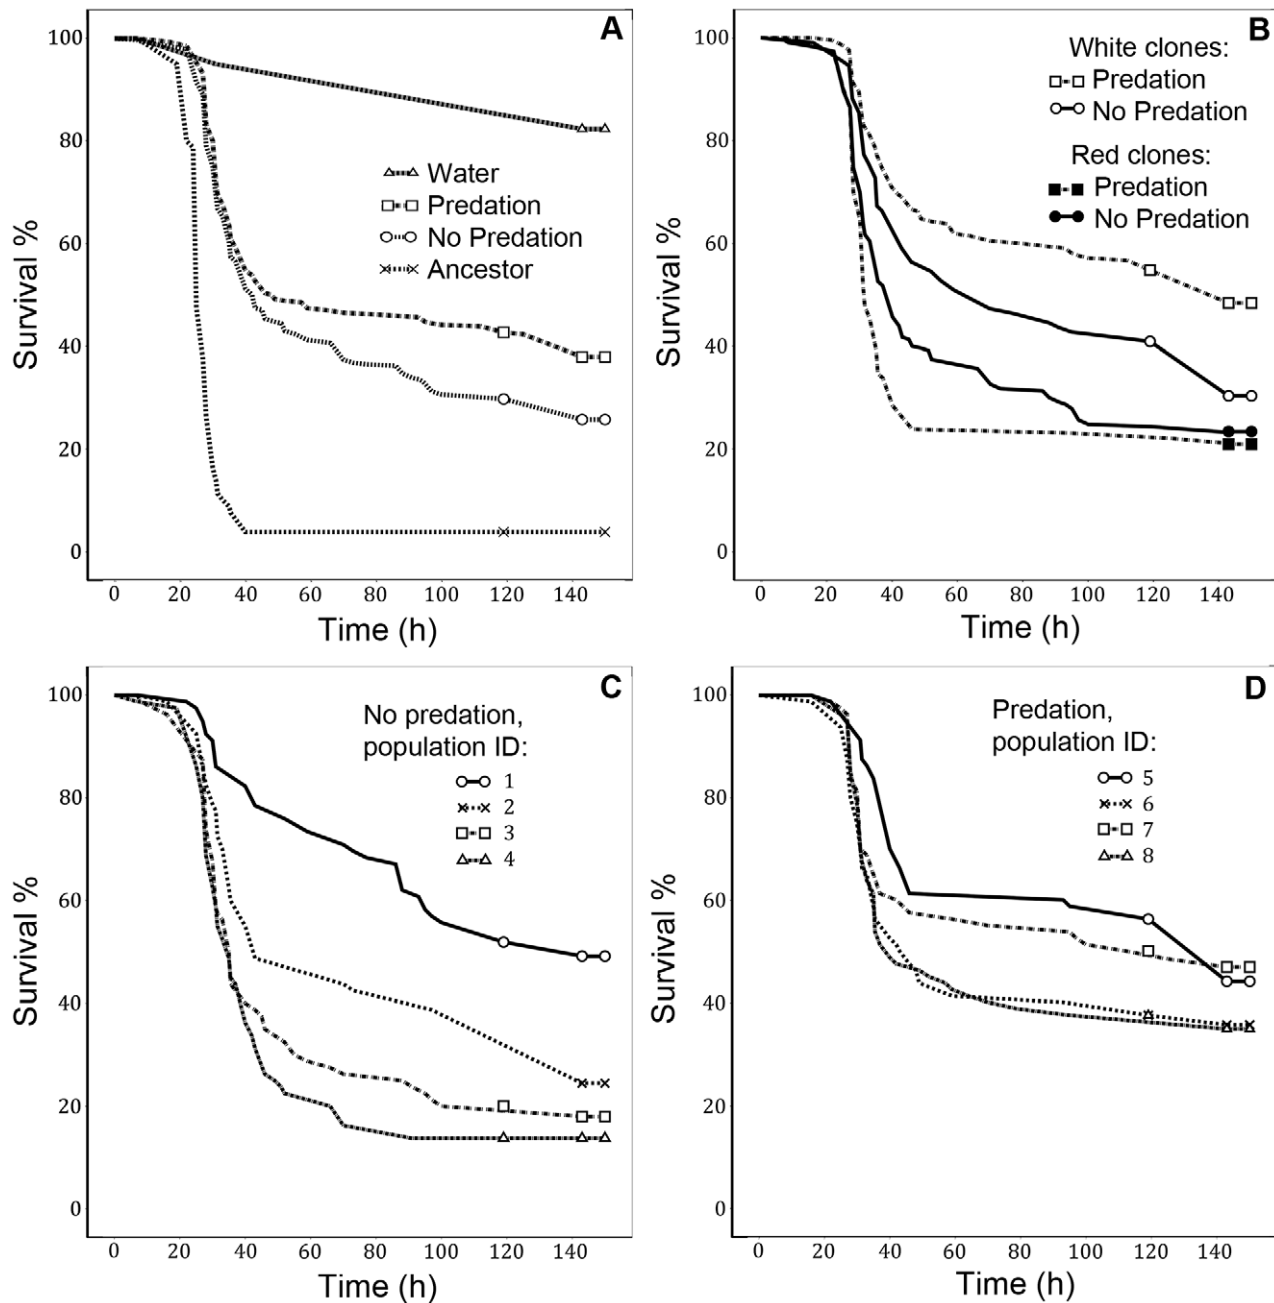 A
100
80
60
40
20
0
Survival %
Water
Predation
No Predation
Ancestor
0 20 40 60 80 100 120 140
Time (h)
B
100
80
60
40
20
0
Survival %
White clones:
Predation
No Predation
Red clones:
Predation
No Predation
0 20 40 60 80 100 120 140
Time (h)
C
100
80
60
40
20
0
Survival %
No predation,
population ID:
1
2
3
4
0 20 40 60 80 100 120 140
Time (h)
D
100
80
60
40
20
0
Survival %
Predation,
population ID:
5
6
7
8
0 20 40 60 80 100 120 140
Time (h)